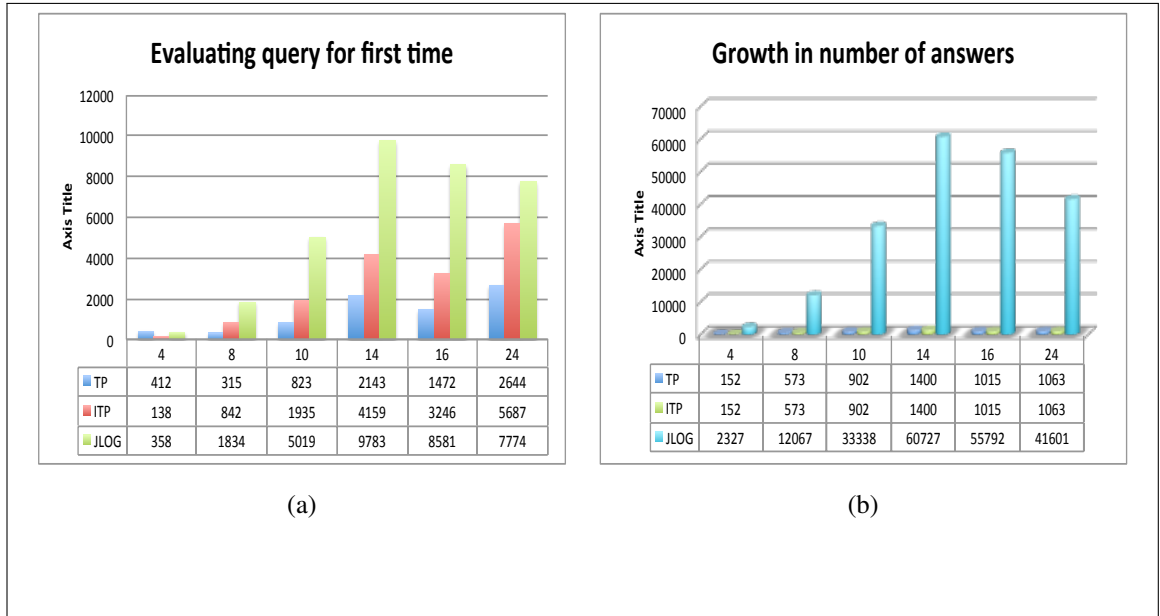 Evaluating query for first time
12000
10000
8000
6000
4000
2000
0
Axis Title
4 8 10 14 16 24
TP 412 315 823 2143 1472 2644
ITP 138 842 1935 4159 3246 5687
JLOG 358 1834 5019 9783 8581 7774
(a)
Growth in number of answers
70000
60000
50000
40000
30000
20000
10000
0
Axis Title
4 8 10 14 16 24
TP 152 573 902 1400 1015 1063
ITP 152 573 902 1400 1015 1063
JLOG 2327 12067 33338 60727 55792 41601
(b)